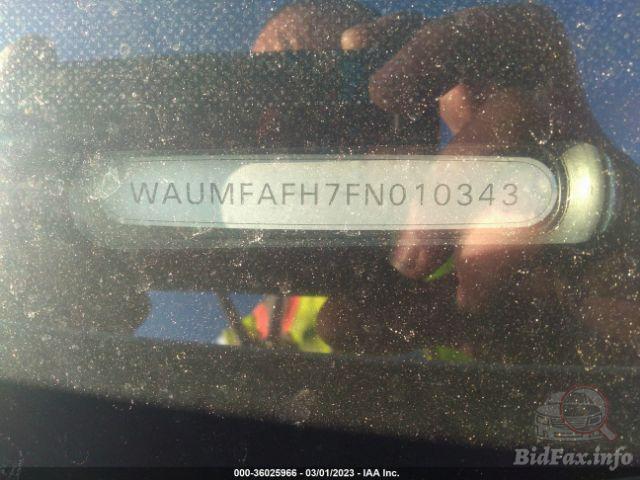 WAUMFAFH7FN010343
000-36025966 - 03/01/2023 - IAA Inc.
BidFax.info